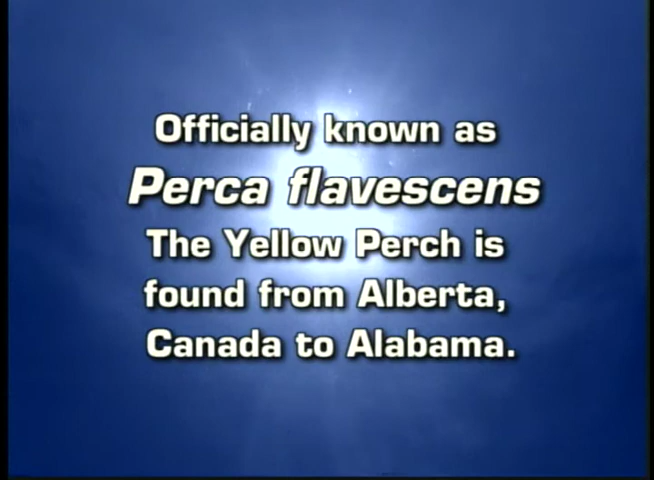 Officially known as
Perca flavescens
The Yellow Perch is
found from Alberta,
Canada to Alabama.